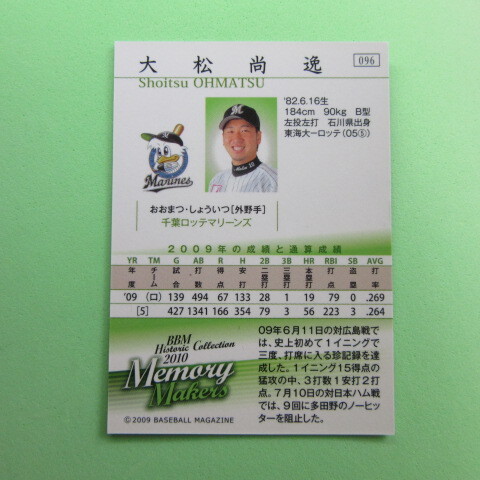 大松尚逸
096
Shoitsu OHMATSU
'82.6.16生
184cm 90kg B型
左投左打 石川県出身
東海大ーロッテ(05⑤)
Marines
おおまつ・しょういつ[外野手]
千葉ロッテマリーンズ
2009年の成績と通算成績
YR TM G AB R H 2B 3B HR RBI SB AVG
年度 チーム 試合 打数 得点 安打 二塁打 三塁打 本塁打 打点 盗塁 打率
'09 (ロ) 139 494 67 133 28 1 19 79 0 .269
[5] 427 1341 166 354 79 3 56 223 3 .264
BBM
Historic Collection
2010
Memory
Makers
©2009 BASEBALL MAGAZINE
09年6月11日の対広島戦で
は、史上初めて1イニングで
三度、打席に入る珍記録を達
成した。1イニング15得点の
猛攻の中、3打数1安打2打
点。7月10日の対日本ハム戦
では、9回に多田野のノーヒッ
ターを阻止した。